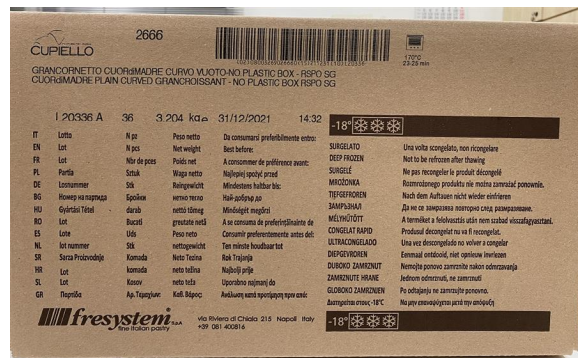 CUPIELLO
2666
170°C
23-25 min
GRANCORNETTO CUORdiMADRE CURVO VUOTO-NO PLASTIC BOX - RSPO SG
CUORdiMADRE PLAIN CURVED GRANCROISSANT - NO PLASTIC BOX- RSPO SG
L 20336 A 36 3.204 kg e 31/12/2021 14:32
IT Lotto N pz Peso netto Da consumarsi preferibilmente entro:
EN Lot N pcs Net weight Best before:
FR Lot Nbr de pces Poids net A consommer de préférence avant:
PL Partia Sztuk Waga netto Najlepiej spożyć przed
DE Losnummer Stk Reingewicht Mindestens haltbar bis:
BG Номер на партида Бройки нетно тегло Най-добър до
HU Gyártási Tétel darab nettó tömeg Minőségét megőrzi
RO Lot Bucati greutate netă A se consuma de preferinţăinainte de
ES Lote Uds Peso neto Consumir preferentemente antes del:
NL lot nummer Stk nettogewicht Ten minste houdbaar tot
SR Sarza Proizvodnje Komada Neto Tezina Rok Trajanja
HR Lot komada neto težina Najbolji prije
SL Lot Kosov neto teža Uporabno najmanj do
GR Παρτίδα Αρ.Τεμαχίων: Καθ. Βάρος: Ανάλωση κατά προτίμηση πριν από:
-18°
SURGELATO Una volta scongelato, non ricongelare
DEEP FROZEN Not to be refrozen after thawing
SURGELÉ Ne pas recongeler le produit décongelé
MROŻONKA Rozmrożonego produktu nie można zamrażać ponownie.
TIEFGEFROREN Nach dem Auftauen nicht wieder einfrieren
ЗАМРЪЗНАЛ Да не се замразява повторно след размразяване.
MÉLYHŰTÖTT A terméket a felolvasztás után nem szabad visszafagyasztani.
CONGELAT RAPID Produsul decongelat nu va fi recongelat.
ULTRACONGELADO Una vez descongelado no volver a congelar
DIEPGEVROREN Eenmaal ontdooid, niet opnieuw invriezen
DUBOKO ZAMRZNUT Nemojte ponovo zamrznite nakon odmrzavanja
ZAMRZNUTE HRANE Jednom odmrznuti, ne zamrznuti
GLOBOKO ZAMRZNJEN Po odtajanju ne zamrzujte ponovno.
Διατηρείται στους -18°C Να μην επαναψύχεται μετά την απόψυξη
-18°
fresystem S.p.A
fine italian pastry
via Riviera di Chiaia 215 Napoli Italy
+39 081 400816